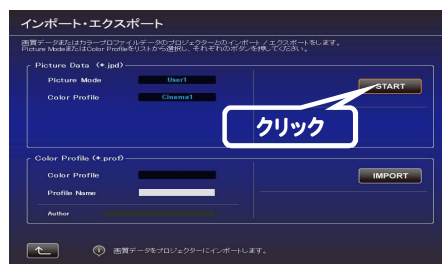 インポート・エクスポート
画質データまたはカラープロファイルデータのプロジェクターとのインポート / エクスポートをします。
Picture ModeまたはColor Profileをリストから選択し、それぞれのボタンを押してください。
Picture Data (*.jpd)
Picture Mode User1
START
Color Profile Cinema1
クリック
Color Profile (*.prof)
Color Profile
IMPORT
Profile Name
Author
画質データをプロジェクターにインポートします。